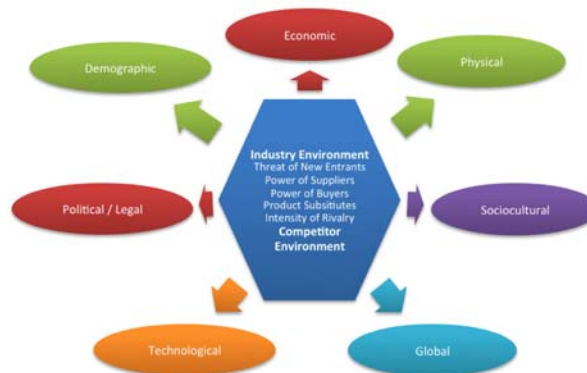 Economic
Demographic
Physical
Industry Environment
Threat of New Entrants
Power of Suppliers
Power of Buyers
Product Subsitiutes
Intensity of Rivalry
Competitor
Environment
Political / Legal
Sociocultural
Technological
Global